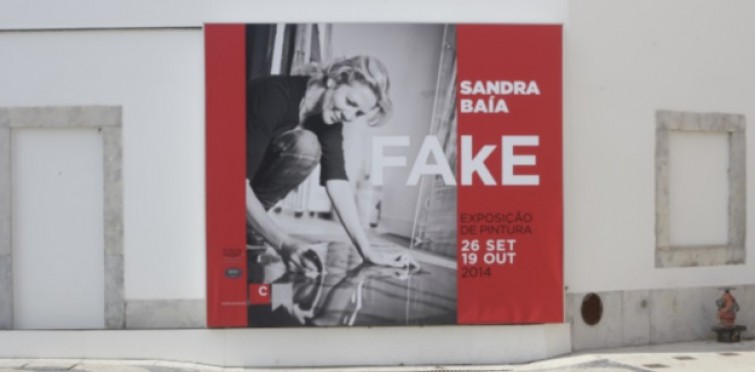 SANDRA
BAÍA
FAkE
EXPOSIÇÃO
DE PINTURA
26 SET
19 OUT
2014
C